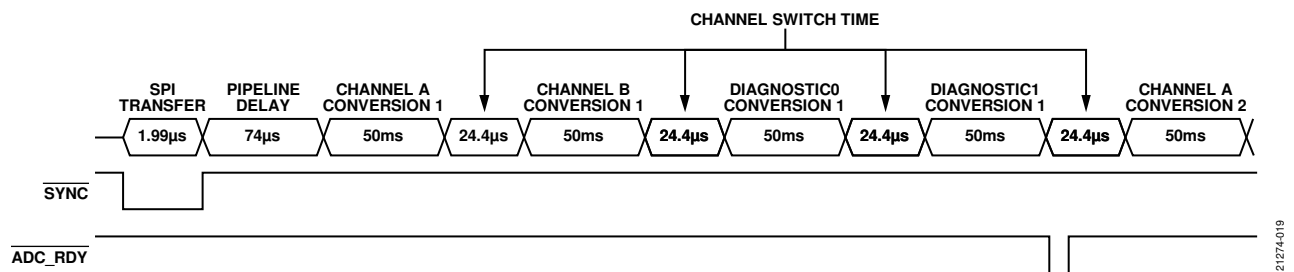 CHANNEL SWITCH TIME
SPI
TRANSFER
PIPELINE
DELAY
CHANNEL A
CONVERSION 1
CHANNEL B
CONVERSION 1
DIAGNOSTIC0
CONVERSION 1
DIAGNOSTIC1
CONVERSION 1
CHANNEL A
CONVERSION 2
1.99µs
74µs
50ms
24.4µs
50ms
24.4µs
50ms
24.4µs
50ms
24.4µs
50ms
SYNC
ADC_RDY
21274-019